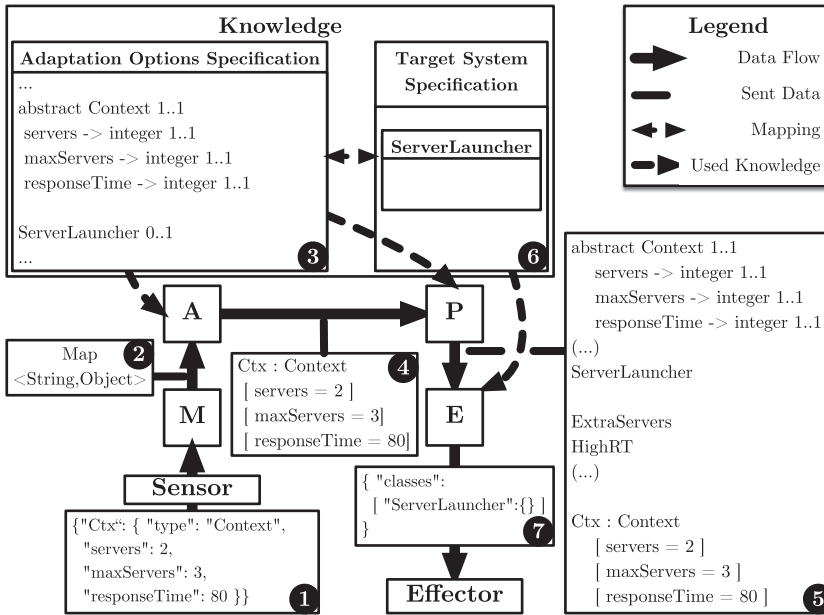 Knowledge
Adaptation Options Specification
...
abstract Context 1..1
servers -> integer 1..1
maxServers -> integer 1..1
responseTime -> integer 1..1
ServerLauncher 0..1
...
3
Target System
Specification
ServerLauncher
6
Legend
Data Flow
Sent Data
Mapping
Used Knowledge
A
P
Map
<String,Object>
2
M
E
Ctx : Context
[ servers = 2 ]
[ maxServers = 3]
[ responseTime = 80]
4
Sensor
{"Ctx“: { "type": "Context",
"servers": 2,
"maxServers": 3,
"responseTime": 80 }}
1
{ "classes":
[ "ServerLauncher":{} ]
}
7
Effector
abstract Context 1..1
servers -> integer 1..1
maxServers -> integer 1..1
responseTime -> integer 1..1
(...)
ServerLauncher
ExtraServers
HighRT
(...)
Ctx : Context
[ servers = 2 ]
[ maxServers = 3 ]
[ responseTime = 80 ]
5